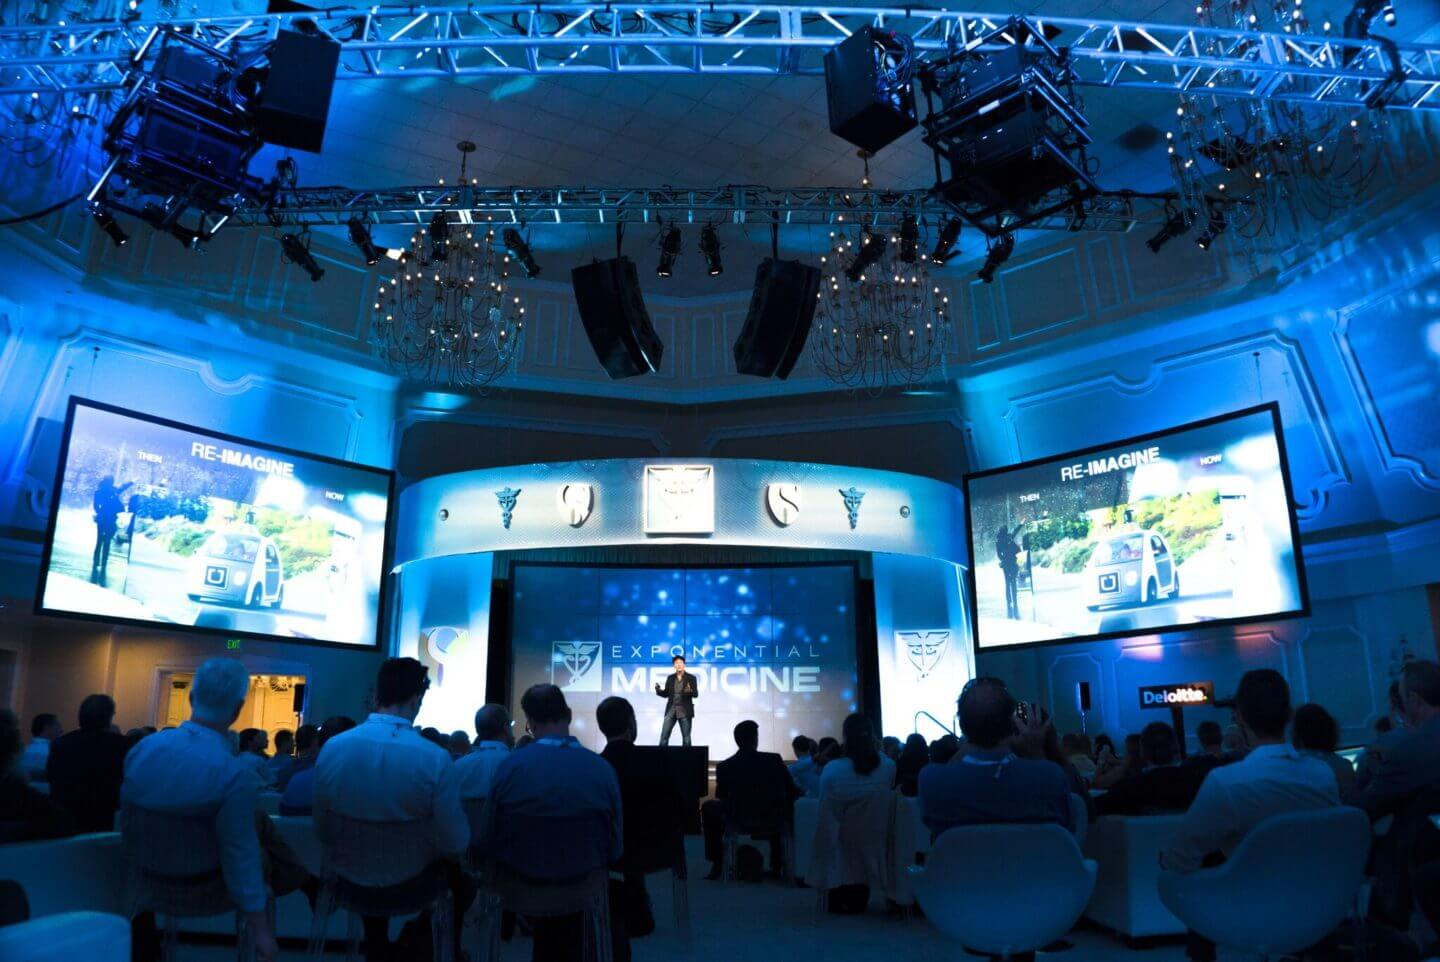 RE-IMAGINE
THEN
NOW
EXIT
EXPONENTIAL
MEDICINE
RE-IMAGINE
THEN
NOW
Deloitte.